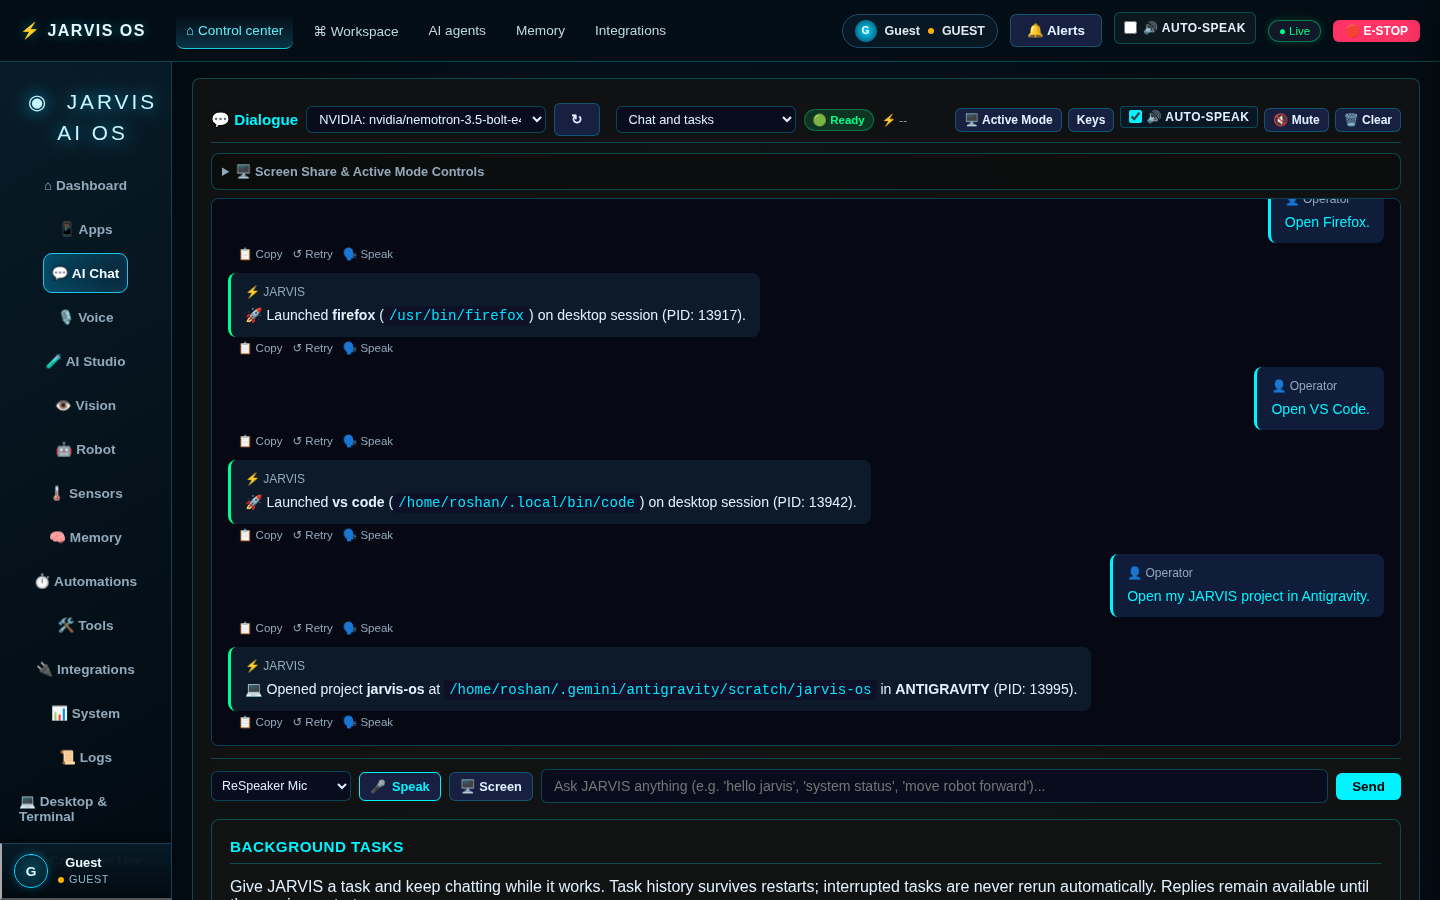 ⚡ JARVIS OS
⌂ Control center
⌘ Workspace
AI agents
Memory
Integrations
G Guest ● GUEST
🔔 Alerts
🔊 AUTO-SPEAK
● Live
🛑 E-STOP
◉ JARVIS
AI OS
⌂ Dashboard
📱 Apps
💬 AI Chat
🎙️ Voice
🧪 AI Studio
👁️ Vision
🤖 Robot
🌡️ Sensors
🧠 Memory
⏱️ Automations
🛠️ Tools
🔌 Integrations
📊 System
📜 Logs
💻 Desktop &
Terminal
G Guest
● GUEST
💬 Dialogue
NVIDIA: nvidia/nemotron-3.5-bolt-e
↻
Chat and tasks
🟢 Ready
⚡ --
🖥️ Active Mode
Keys
🔊 AUTO-SPEAK
🔇 Mute
🗑️ Clear
▶ 🖥️ Screen Share & Active Mode Controls
👤 Operator
Open Firefox.
📋 Copy ↺ Retry 🗣️ Speak
⚡ JARVIS
🚀 Launched firefox ( /usr/bin/firefox ) on desktop session (PID: 13917).
📋 Copy ↺ Retry 🗣️ Speak
👤 Operator
Open VS Code.
📋 Copy ↺ Retry 🗣️ Speak
⚡ JARVIS
🚀 Launched vs code ( /home/roshan/.local/bin/code ) on desktop session (PID: 13942).
📋 Copy ↺ Retry 🗣️ Speak
👤 Operator
Open my JARVIS project in Antigravity.
📋 Copy ↺ Retry 🗣️ Speak
⚡ JARVIS
💻 Opened project jarvis-os at /home/roshan/.gemini/antigravity/scratch/jarvis-os in ANTIGRAVITY (PID: 13995).
📋 Copy ↺ Retry 🗣️ Speak
ReSpeaker Mic
🎤 Speak
🖥️ Screen
Ask JARVIS anything (e.g. 'hello jarvis', 'system status', 'move robot forward')...
Send
BACKGROUND TASKS
Give JARVIS a task and keep chatting while it works. Task history survives restarts; interrupted tasks are never rerun automatically. Replies remain available until